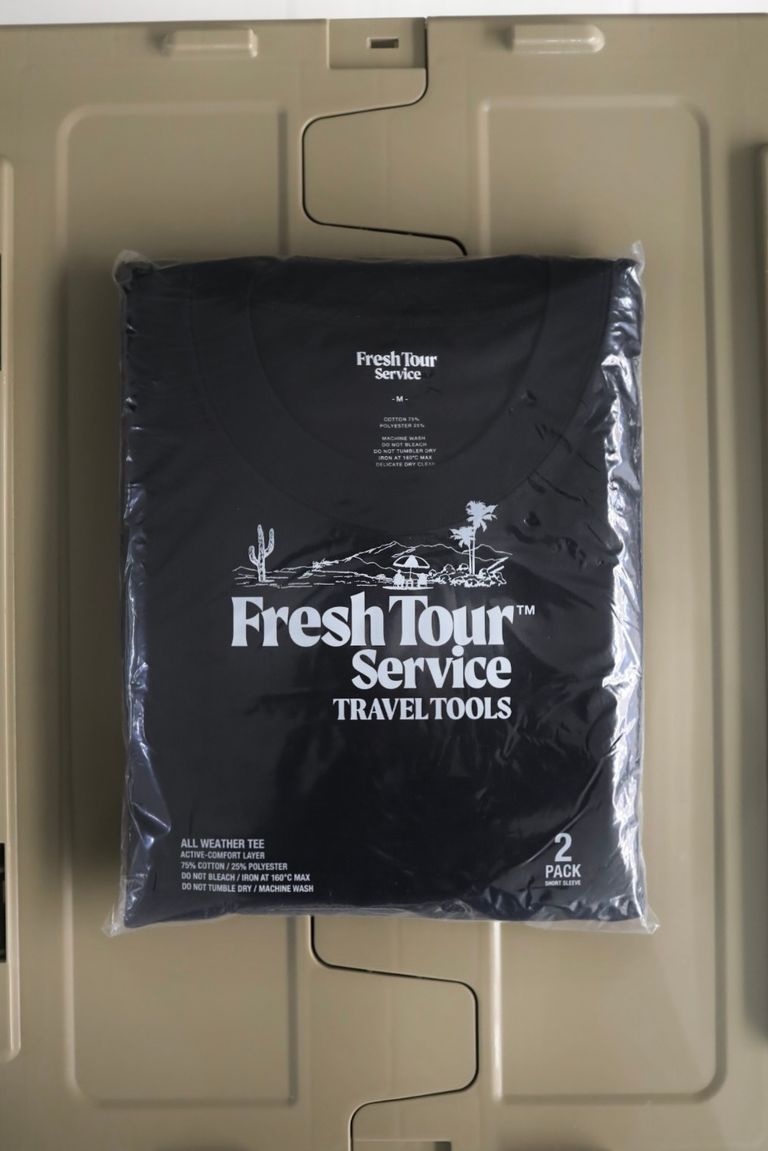 Fresh Tour
Service
- M -
COTTON 75%
POLYESTER 25%
MACHINE WASH
DO NOT BLEACH
DO NOT TUMBLER DRY
IRON AT 160°C MAX
DELICATE DRY CLEAN
Fresh Tour™
Service
TRAVEL TOOLS
ALL WEATHER TEE
ACTIVE-COMFORT LAYER
75% COTTON / 25% POLYESTER
DO NOT BLEACH / IRON AT 160°C MAX
DO NOT TUMBLE DRY / MACHINE WASH
2
PACK
SHORT SLEEVE